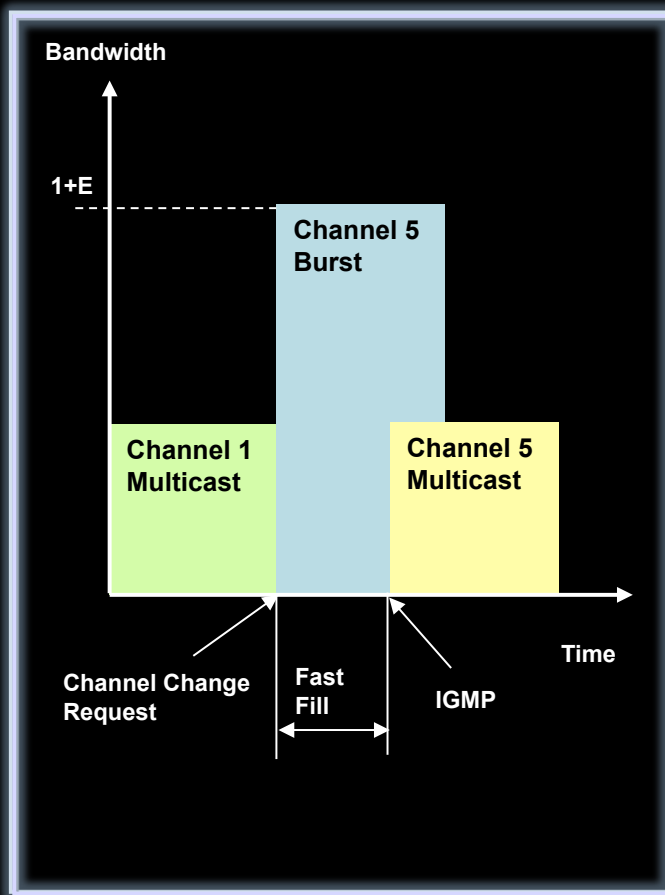 Bandwidth
1+E
Channel 5
Burst
Channel 1
Multicast
Channel 5
Multicast
Time
Channel Change
Request
Fast
Fill
IGMP